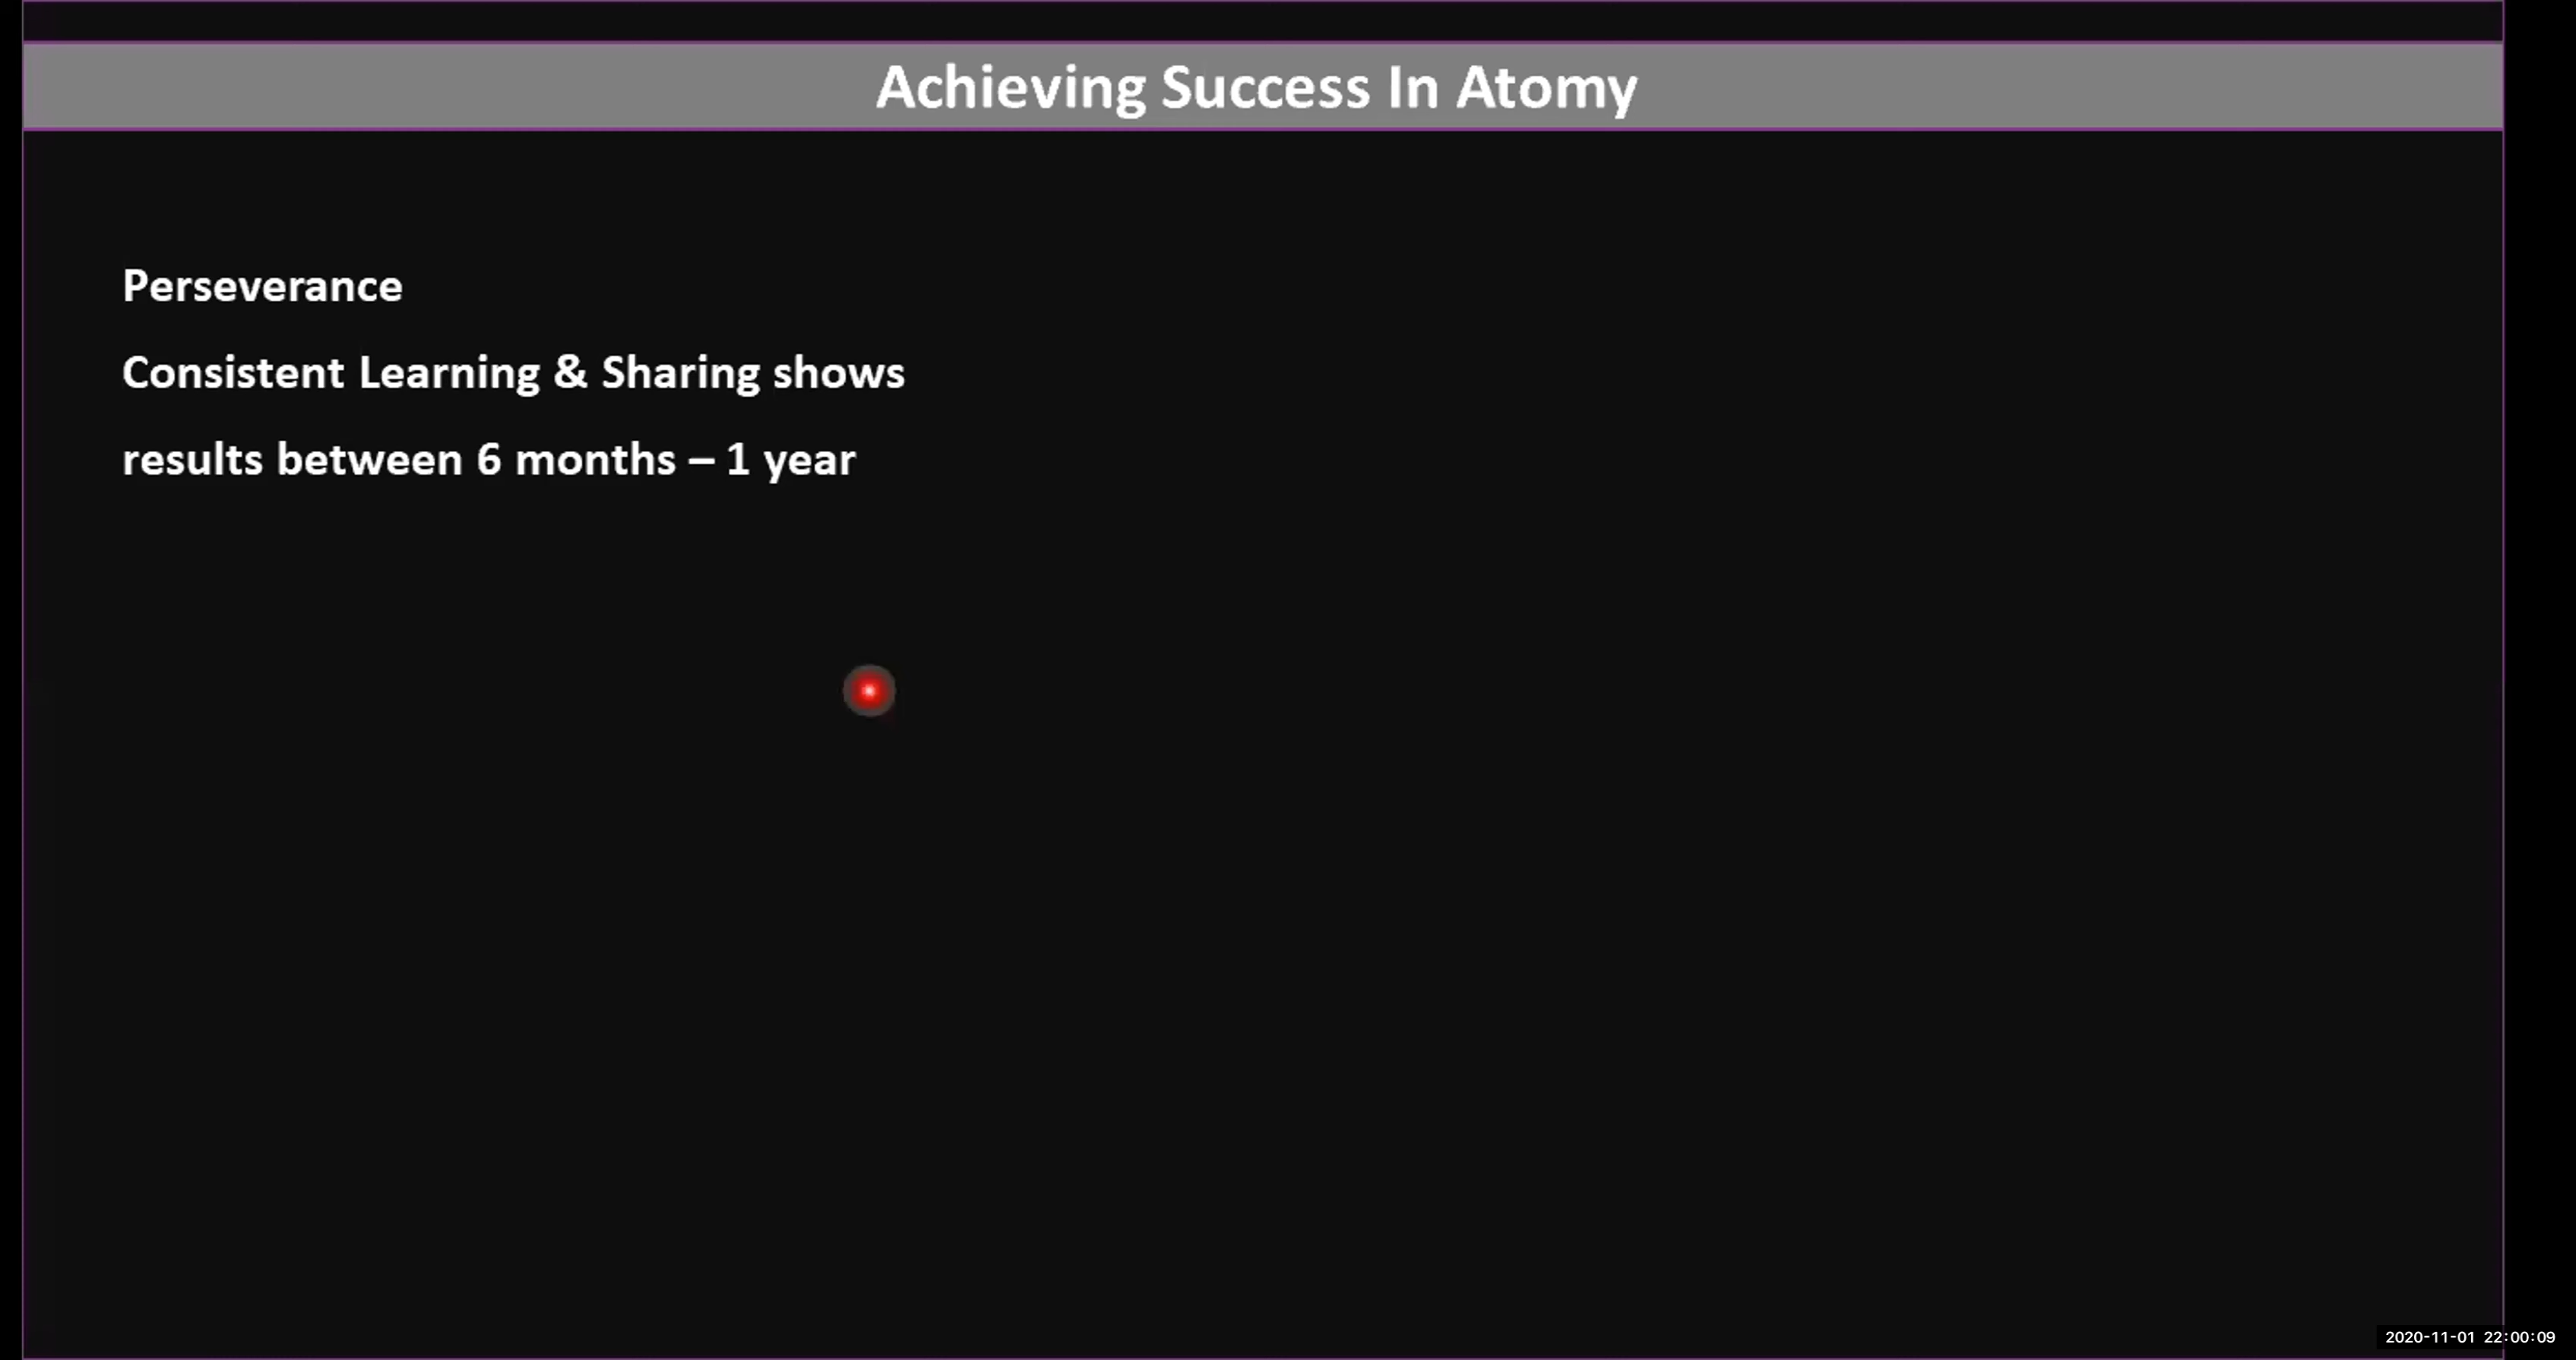 Achieving Success In Atomy
Perseverance
Consistent Learning & Sharing shows
results between 6 months – 1 year
2020-11-01 22:00:09